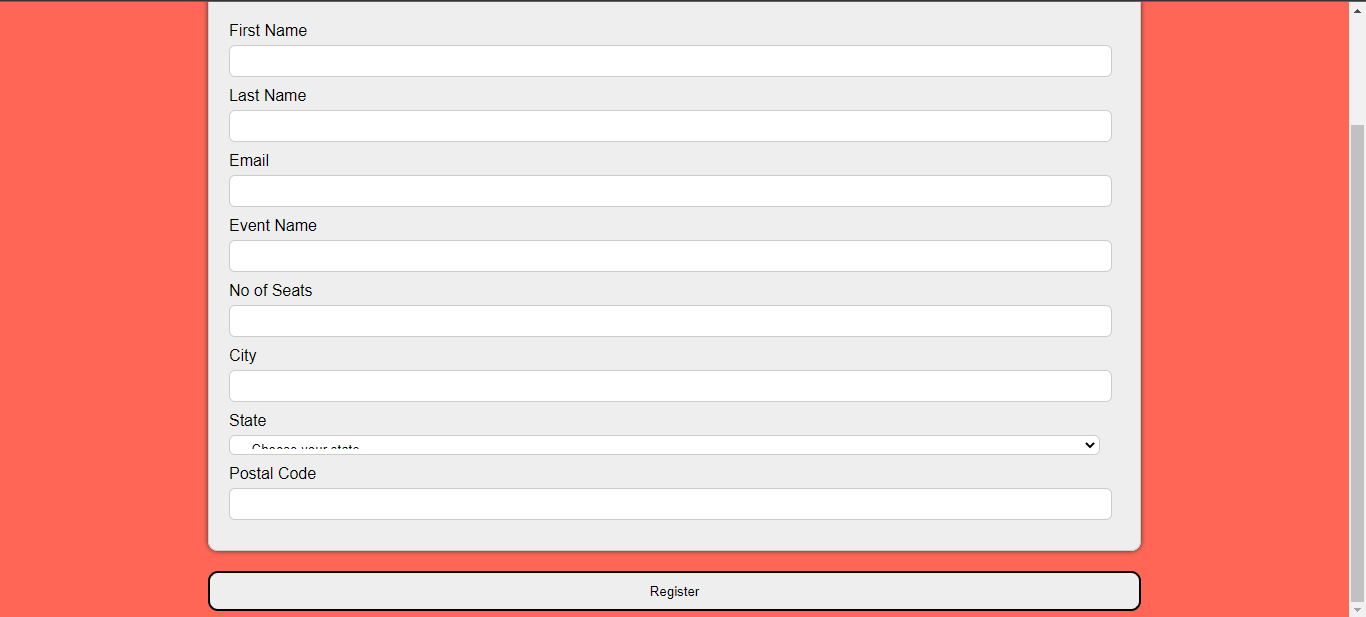 First Name
Last Name
Email
Event Name
No of Seats
City
State
Choose your state
Postal Code
Register